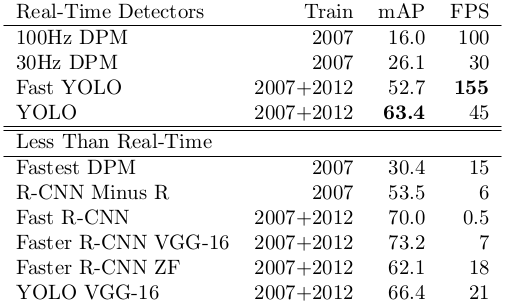 Real-Time Detectors Train mAP FPS
100Hz DPM 2007 16.0 100
30Hz DPM 2007 26.1 30
Fast YOLO 2007+2012 52.7 155
YOLO 2007+2012 63.4 45
Less Than Real-Time
Fastest DPM 2007 30.4 15
R-CNN Minus R 2007 53.5 6
Fast R-CNN 2007+2012 70.0 0.5
Faster R-CNN VGG-16 2007+2012 73.2 7
Faster R-CNN ZF 2007+2012 62.1 18
YOLO VGG-16 2007+2012 66.4 21